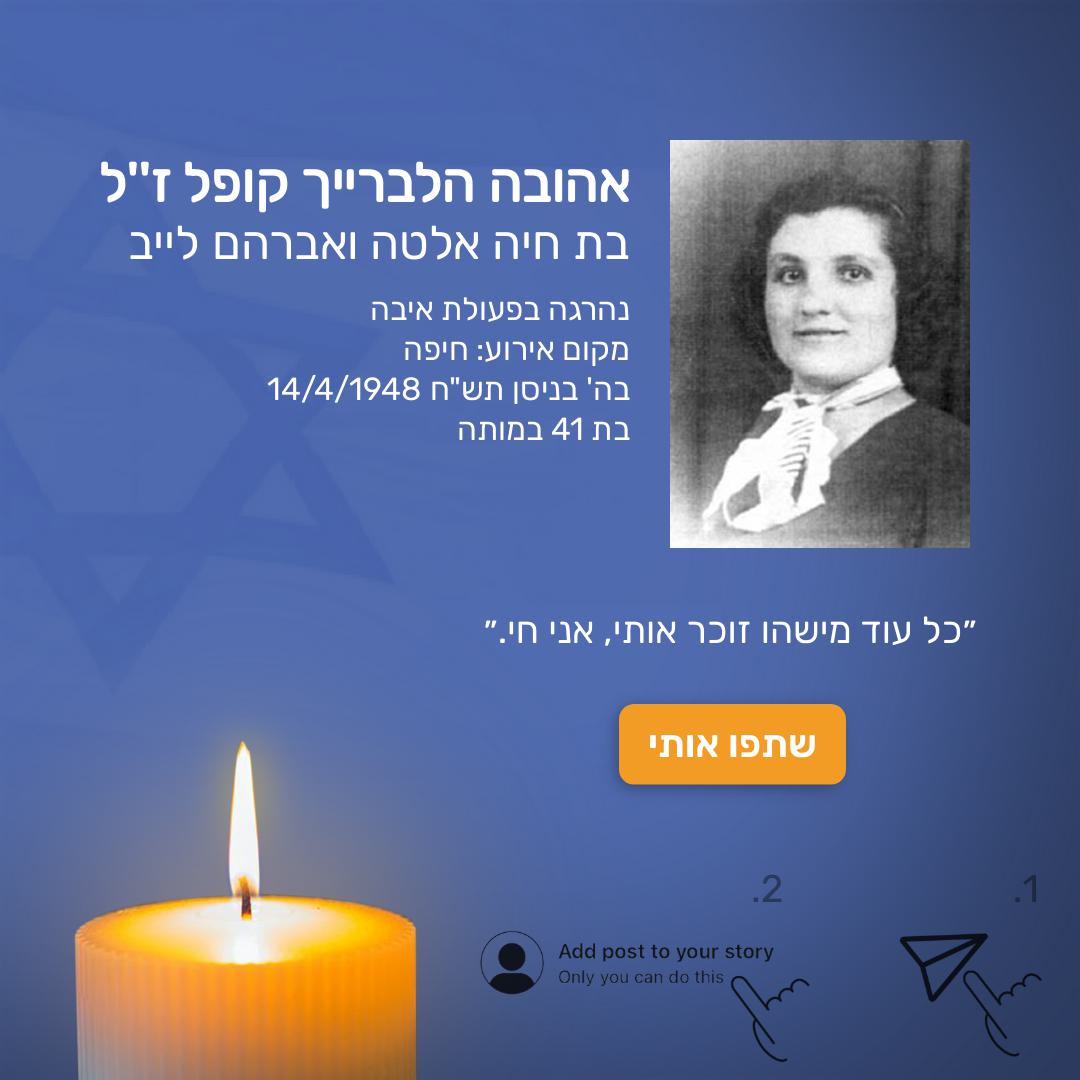 אהובה הלברייך קופל ז"ל
בת חיה אלטה ואברהם לייב
נהרגה בפעולת איבה
מקום אירוע: חיפה
בה' בניסן תש"ח 14/4/1948
בת 41 במותה
״כל עוד מישהו זוכר אותי, אני חי.״
שתפו אותי
.1
.2
Add post to your story
Only you can do this